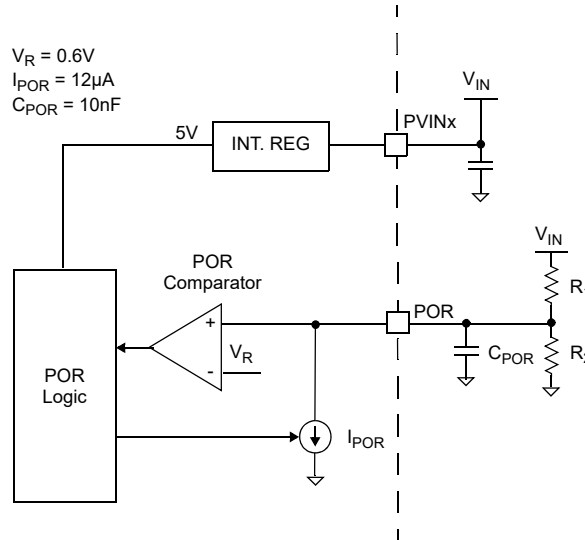 V_R = 0.6V
I_POR = 12µA
C_POR = 10nF
V_IN
PVINx
5V
INT. REG
V_IN
POR
Comparator
POR
R
+
V_R
C_POR
R
-
POR
Logic
I_POR